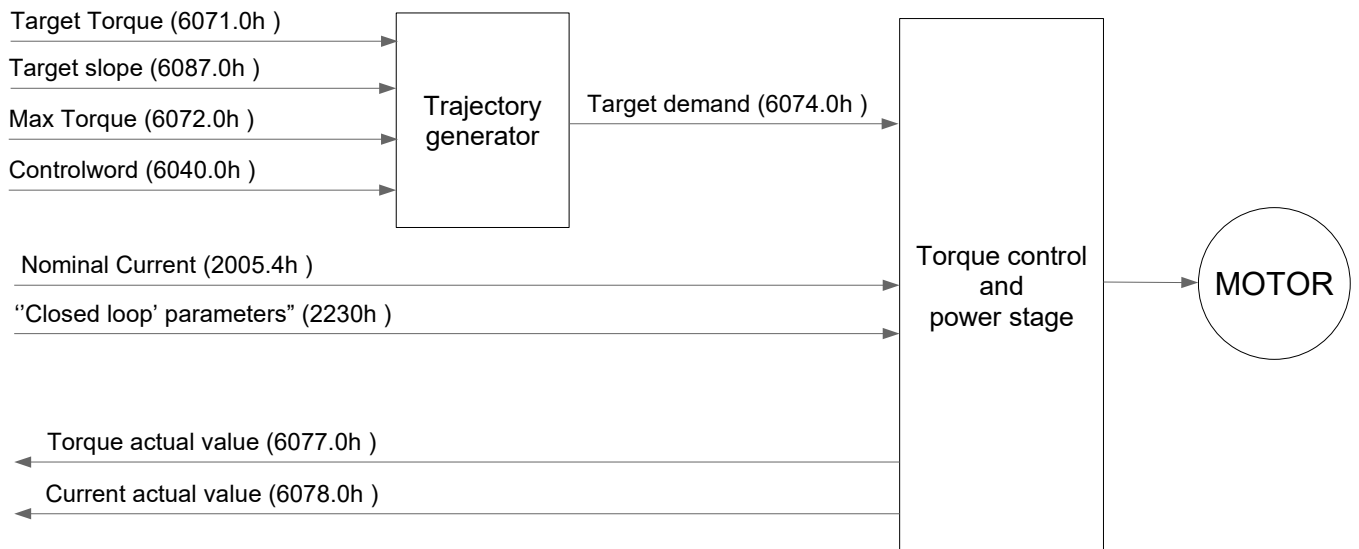 Target Torque (6071.0h )
Target slope (6087.0h )
Max Torque (6072.0h )
Controlword (6040.0h )
Trajectory
generator
Target demand (6074.0h )
Nominal Current (2005.4h )
‘'Closed loop’ parameters” (2230h )
Torque control
and
power stage
MOTOR
Torque actual value (6077.0h )
Current actual value (6078.0h )